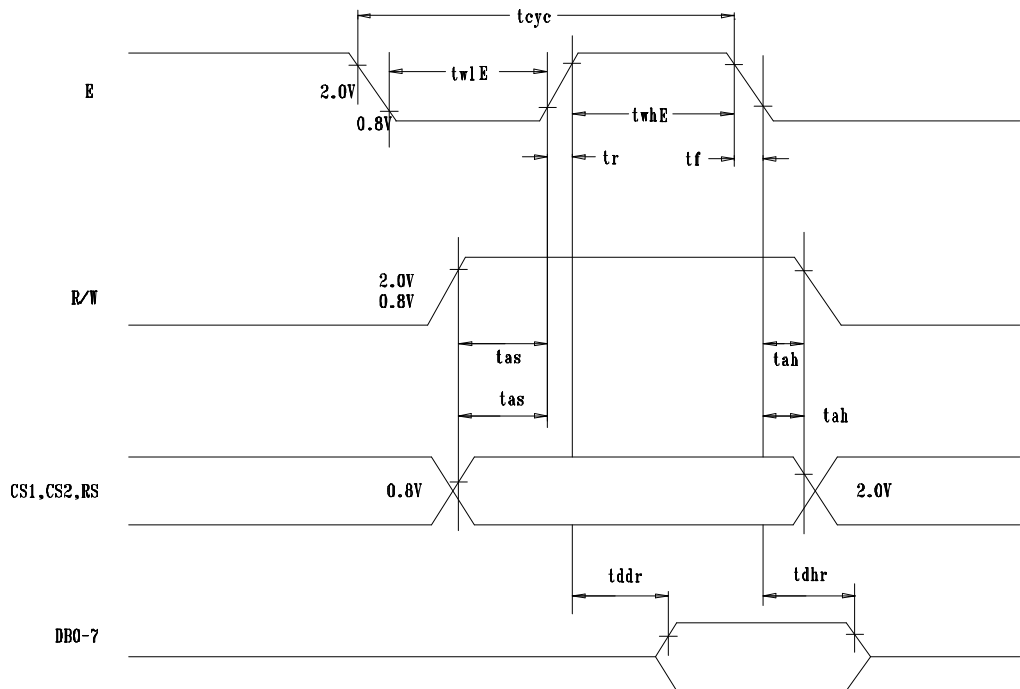 tcyc
twlE
E
2.0V
0.8V
twhE
tr
tf
2.0V
R/W
0.8V
tas
tah
tas
tah
CS1,CS2,RS
0.8V
2.0V
tddr
tdhr
DB0-7